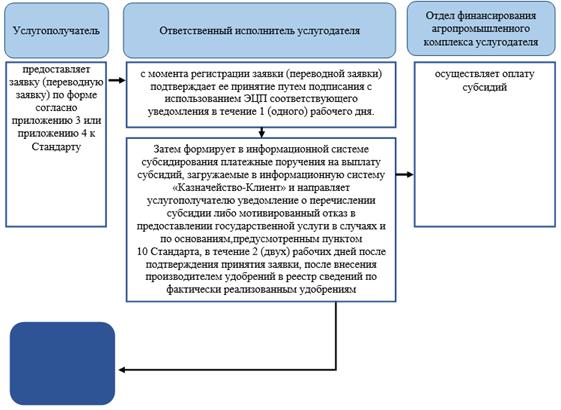 Услугополучатель
Ответственный исполнитель услугодателя
Отдел финансирования
агропромышленного
комплекса услугодателя
предоставляет
заявку (переводную
заявку) по форме
согласно
приложению 3 или
приложению 4 к
Стандарту
с момента регистрации заявки (переводной заявки)
подтверждает ее принятие путем подписания с
использованием ЭЦП соответствующего
уведомления в течение 1 (одного) рабочего дня.
осуществляет оплату
субсидий
Затем формирует в информационной системе
субсидирования платежные поручения на выплату
субсидий, загружаемые в информационную систему
«Казначейство-Клиент» и направляет
услугополучателю уведомление о перечислении
субсидии либо мотивированный отказ в
предоставлении государственной услуги в случаях и
по основаниям,предусмотренным пунктом
10 Стандарта, в течение 2 (двух) рабочих дней после
подтверждения принятия заявки, после внесения
производителем удобрений в реестр сведений по
фактически реализованным удобрениям